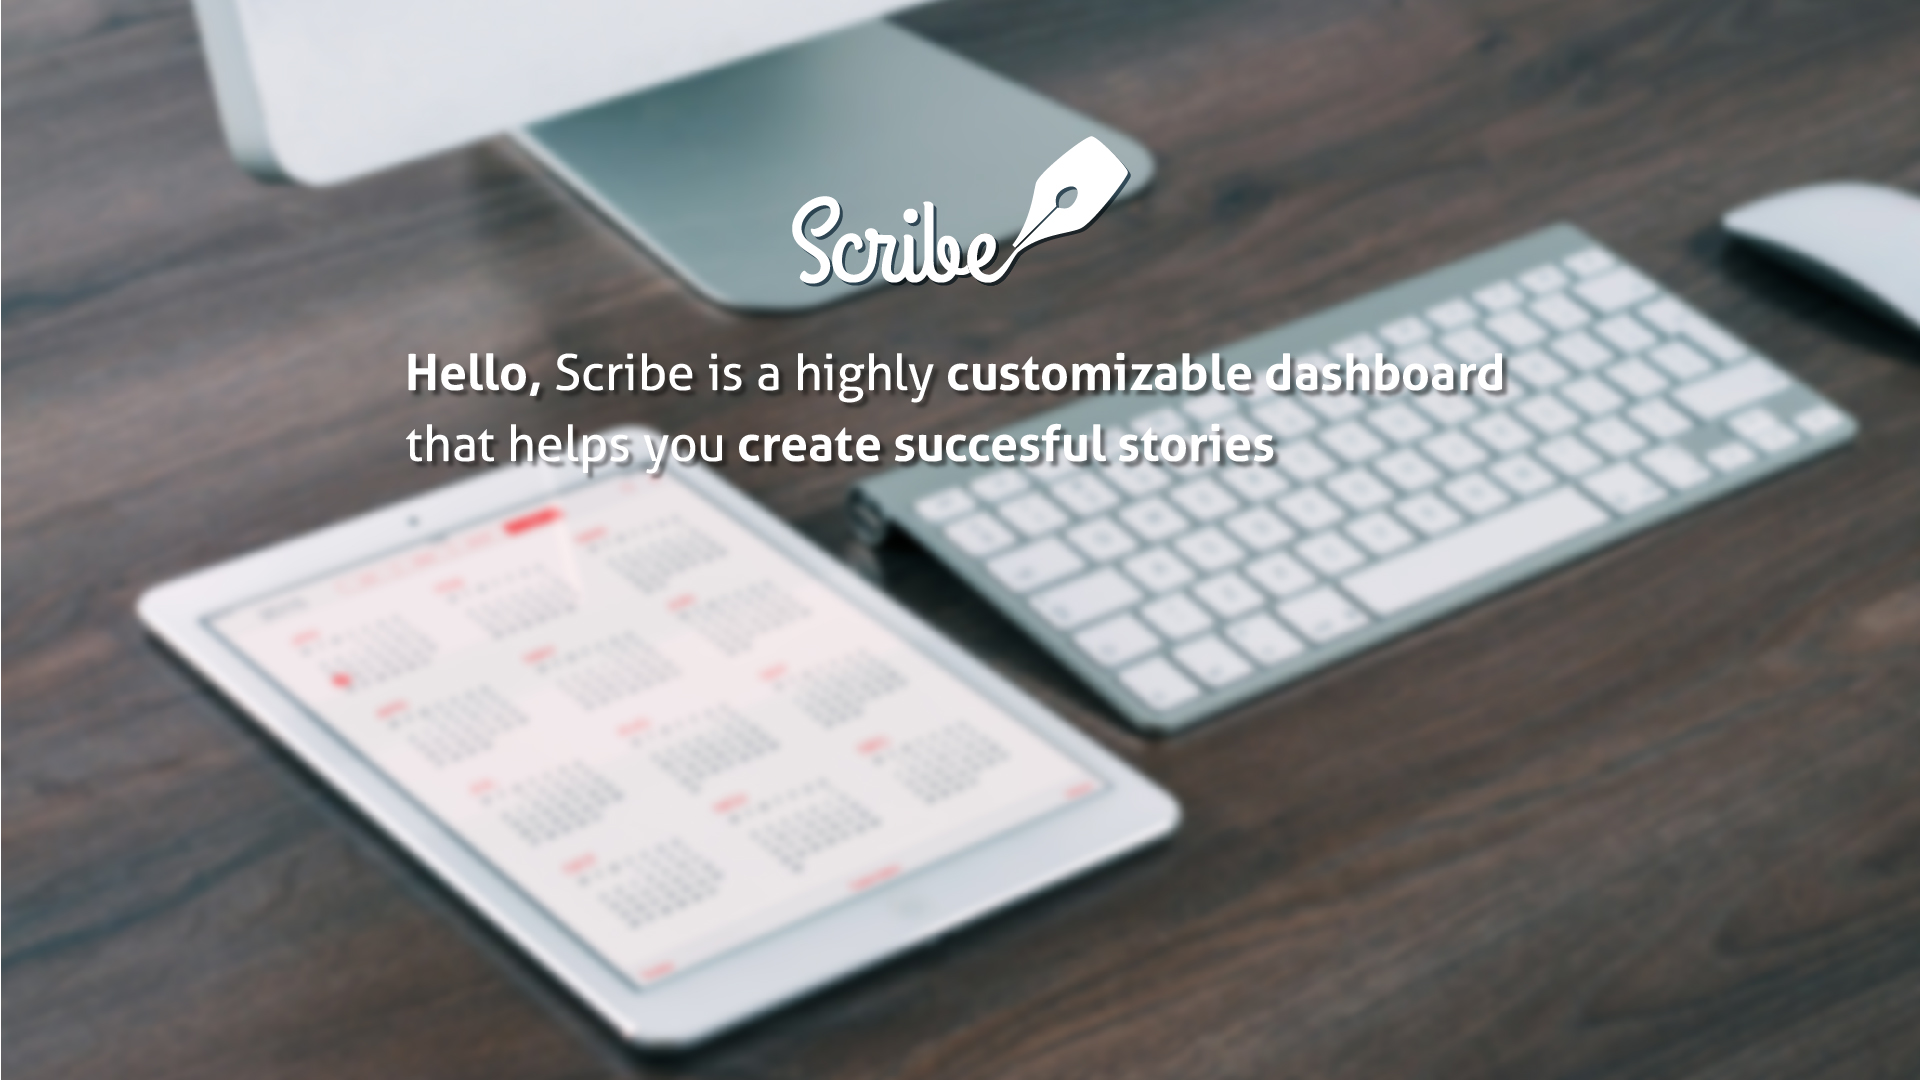 Scribe
Hello, Scribe is a highly customizable dashboard
that helps you create succesful stories